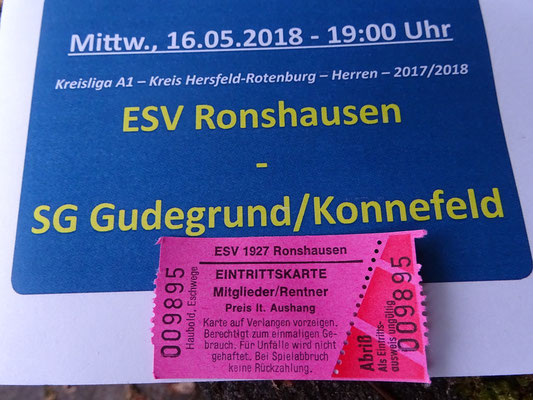 Mittw., 16.05.2018 - 19:00 Uhr
Kreisliga A1 – Kreis Hersfeld-Rotenburg – Herren – 2017/2018
ESV Ronshausen
-
SG Gudegrund/Konnefeld
ESV 1927 Ronshausen
EINTRITTSKARTE
Mitglieder/Rentner
Preis lt. Aushang
Karte auf Verlangen vorzeigen.
Berechtigt zum einmaligen Ge-
brauch. Für Unfälle wird nicht
gehaftet. Bei Spielabbruch
keine Rückzahlung.
009895
Haubold, Eschwege
Abriß
Als Eintritts-
ausweis ungültig
009895